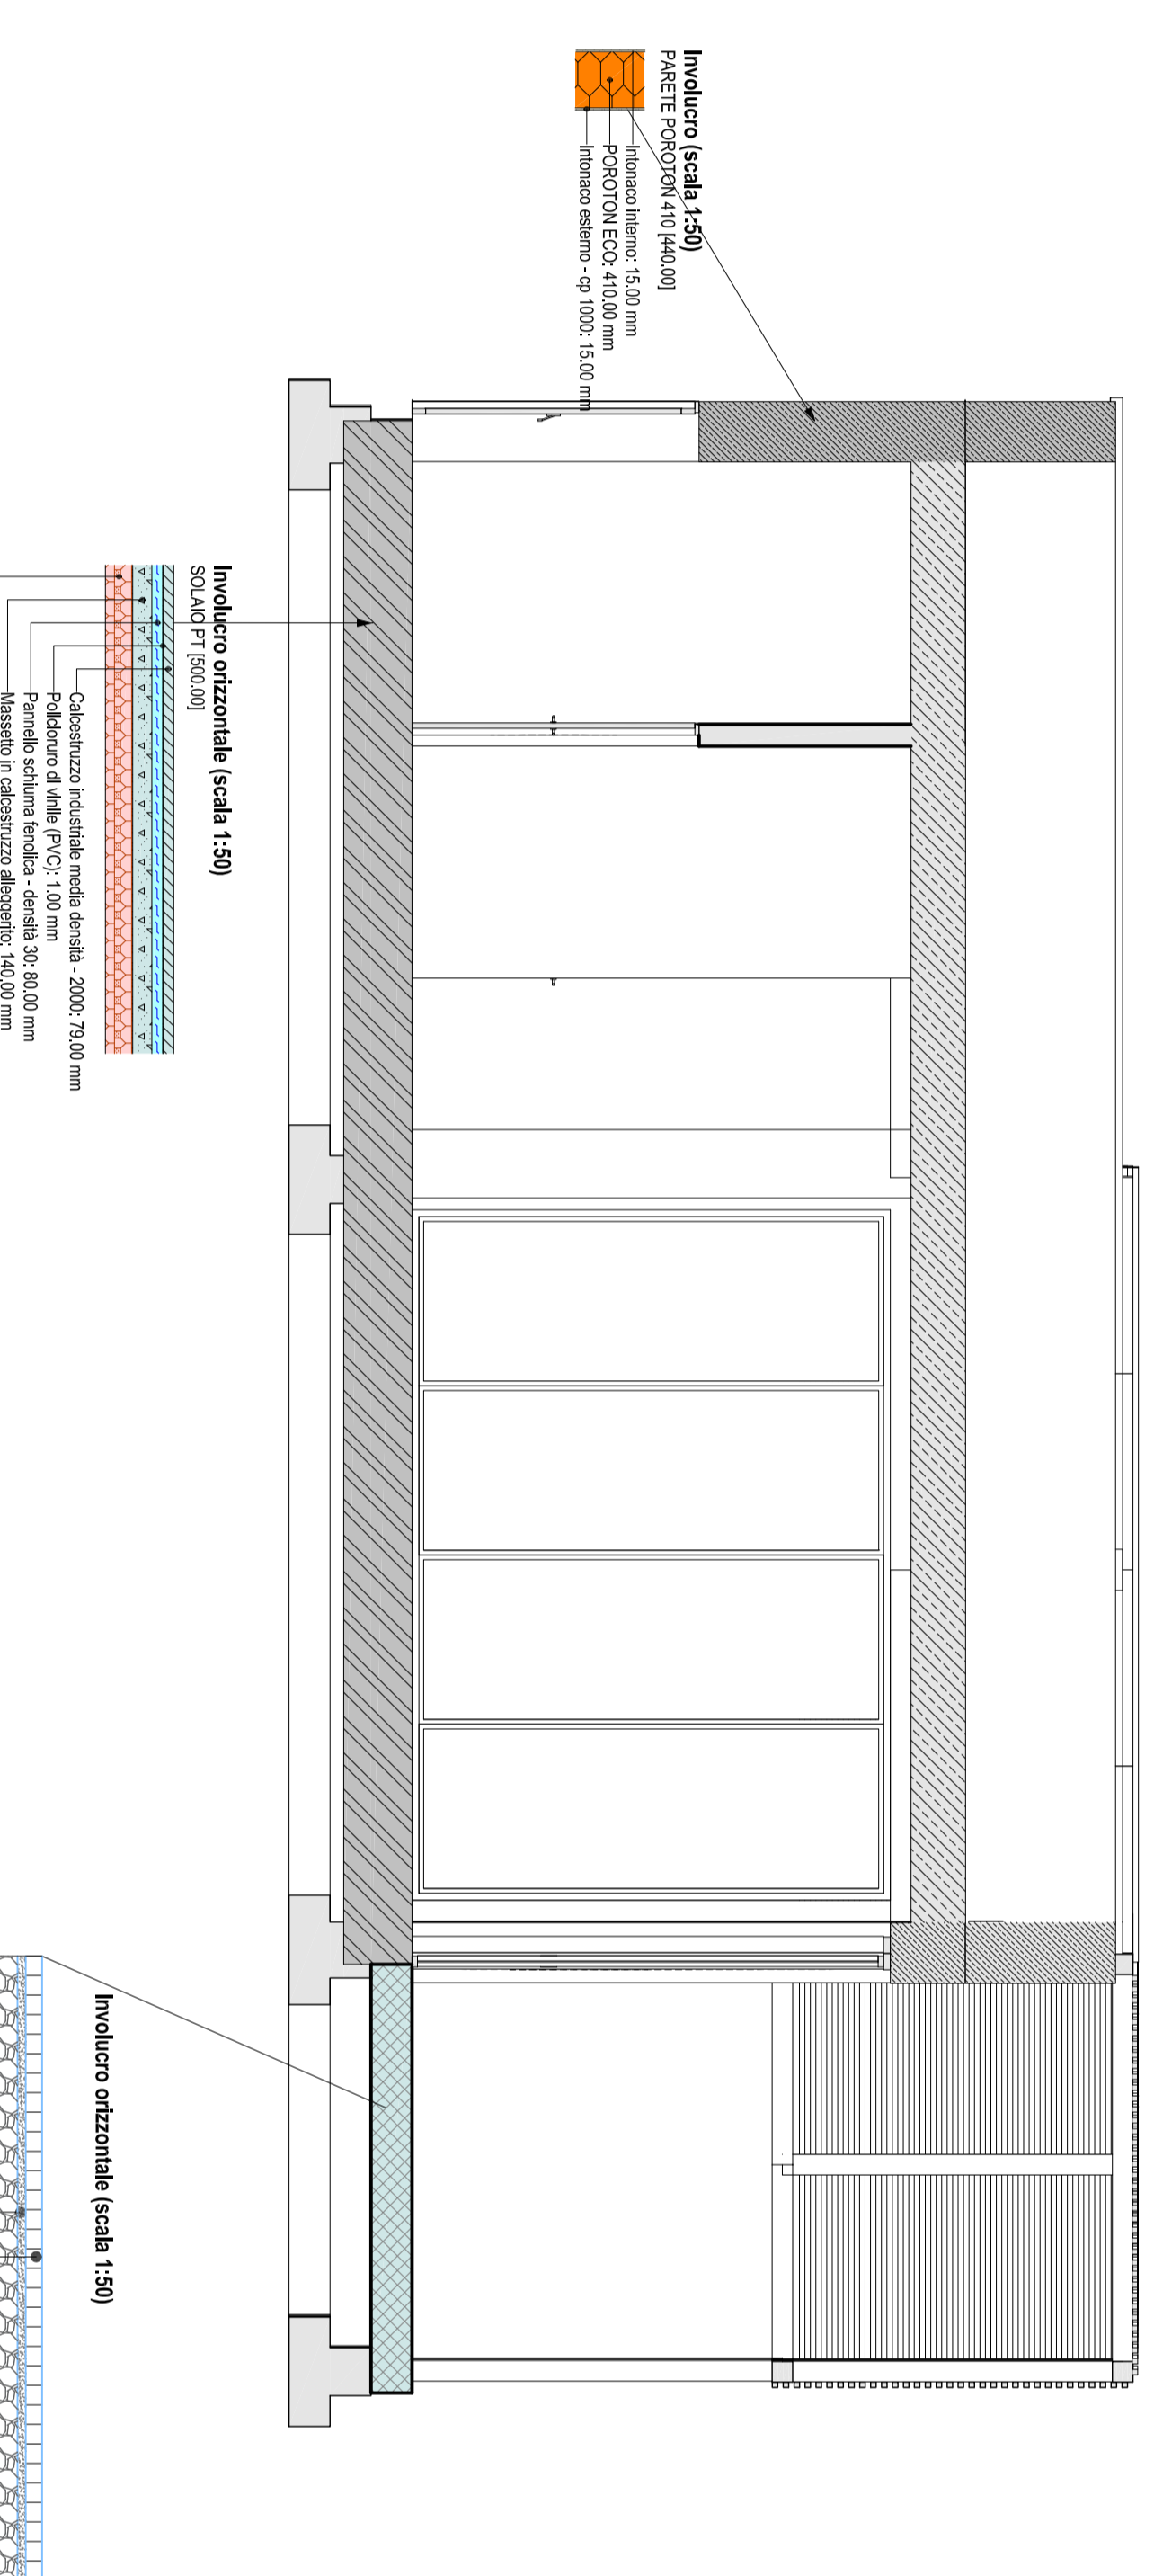 Involucro (scala 1:50)
PARETE POROTON 410 [440.00]
Intonaco interno: 15.00 mm
POROTON ECO: 410.00 mm
Intonaco esterno - cp 1000: 15.00 mm
Involucro orizzontale (scala 1:50)
SOLAIO PT [500.00]
Calcestruzzo industriale media densità - 2000: 79.00 mm
Policloruro di vinile (PVC): 1.00 mm
Pannello schiuma fenolica - densità 30: 80.00 mm
Massetto in calcestruzzo alleggerito: 140.00 mm
Involucro orizzontale (scala 1:50)